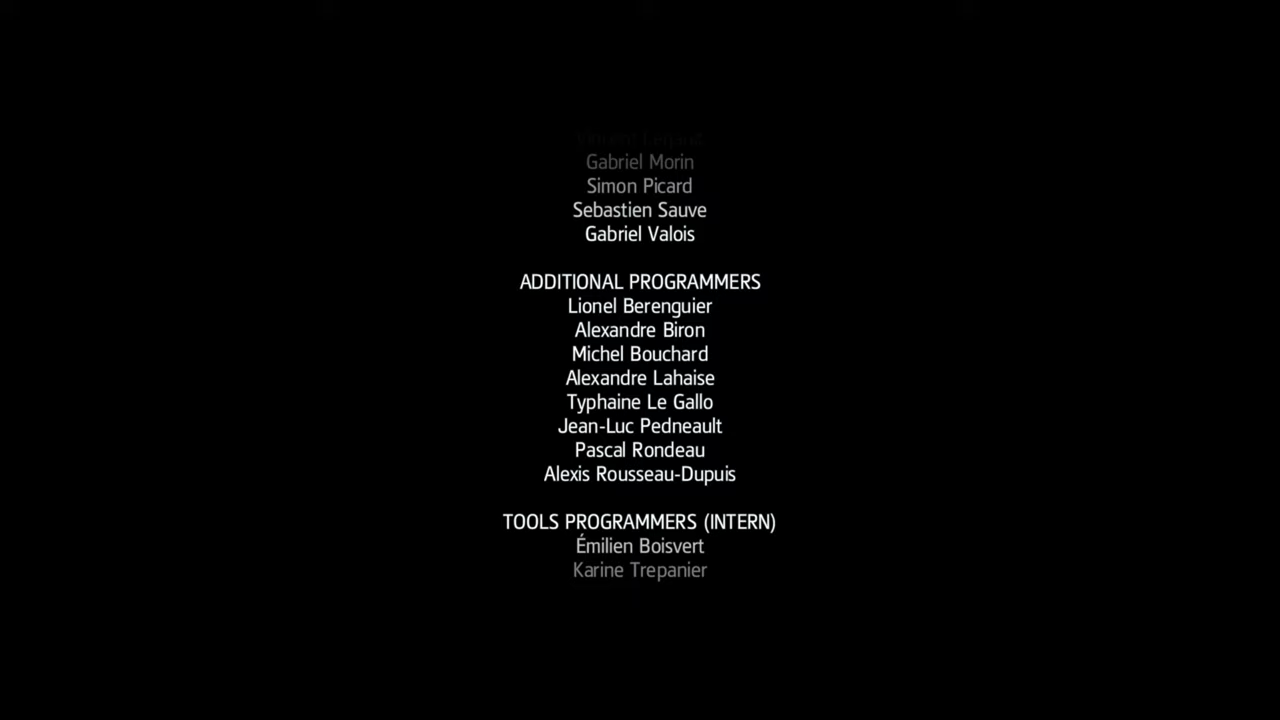 Gabriel Morin
Simon Picard
Sebastien Sauve
Gabriel Valois
ADDITIONAL PROGRAMMERS
Lionel Berenguier
Alexandre Biron
Michel Bouchard
Alexandre Lahaise
Typhaine Le Gallo
Jean-Luc Pedneault
Pascal Rondeau
Alexis Rousseau-Dupuis
TOOLS PROGRAMMERS (INTERN)
Émilien Boisvert
Karine Trepanier